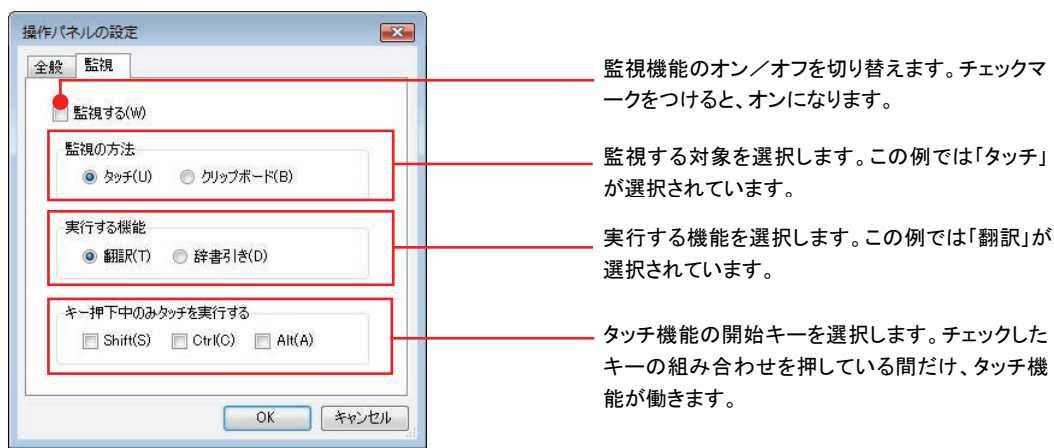 操作パネルの設定
全般 監視
監視する(W)
監視の方法
タッチ(U) クリップボード(B)
実行する機能
翻訳(T) 辞書引き(D)
キー押下中のみタッチを実行する
Shift(S) Ctrl(C) Alt(A)
OK キャンセル
監視機能のオン／オフを切り替えます。チェックマ
ークをつけると、オンになります。
監視する対象を選択します。この例では「タッチ」
が選択されています。
実行する機能を選択します。この例では「翻訳」が
選択されています。
タッチ機能の開始キーを選択します。チェックした
キーの組み合わせを押している間だけ、タッチ機
能が働きます。